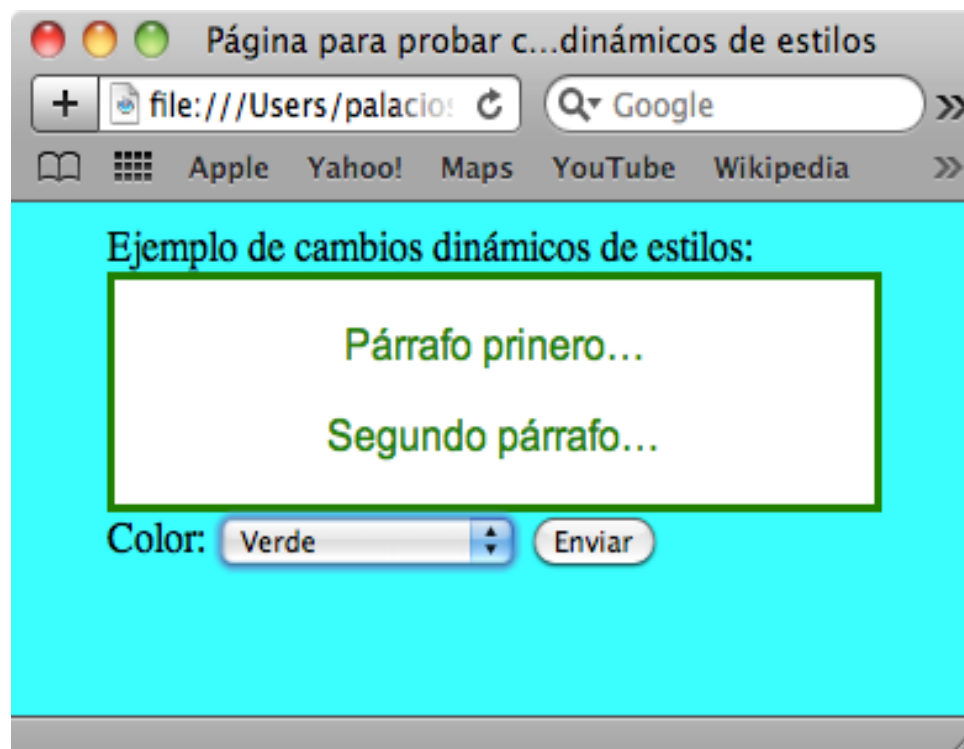 Página para probar c...dinámicos de estilos
file:///Users/palacios
Google
Apple Yahoo! Maps YouTube Wikipedia
Ejemplo de cambios dinámicos de estilos:
Párrafo prinero...
Segundo párrafo...
Color: Verde Enviar